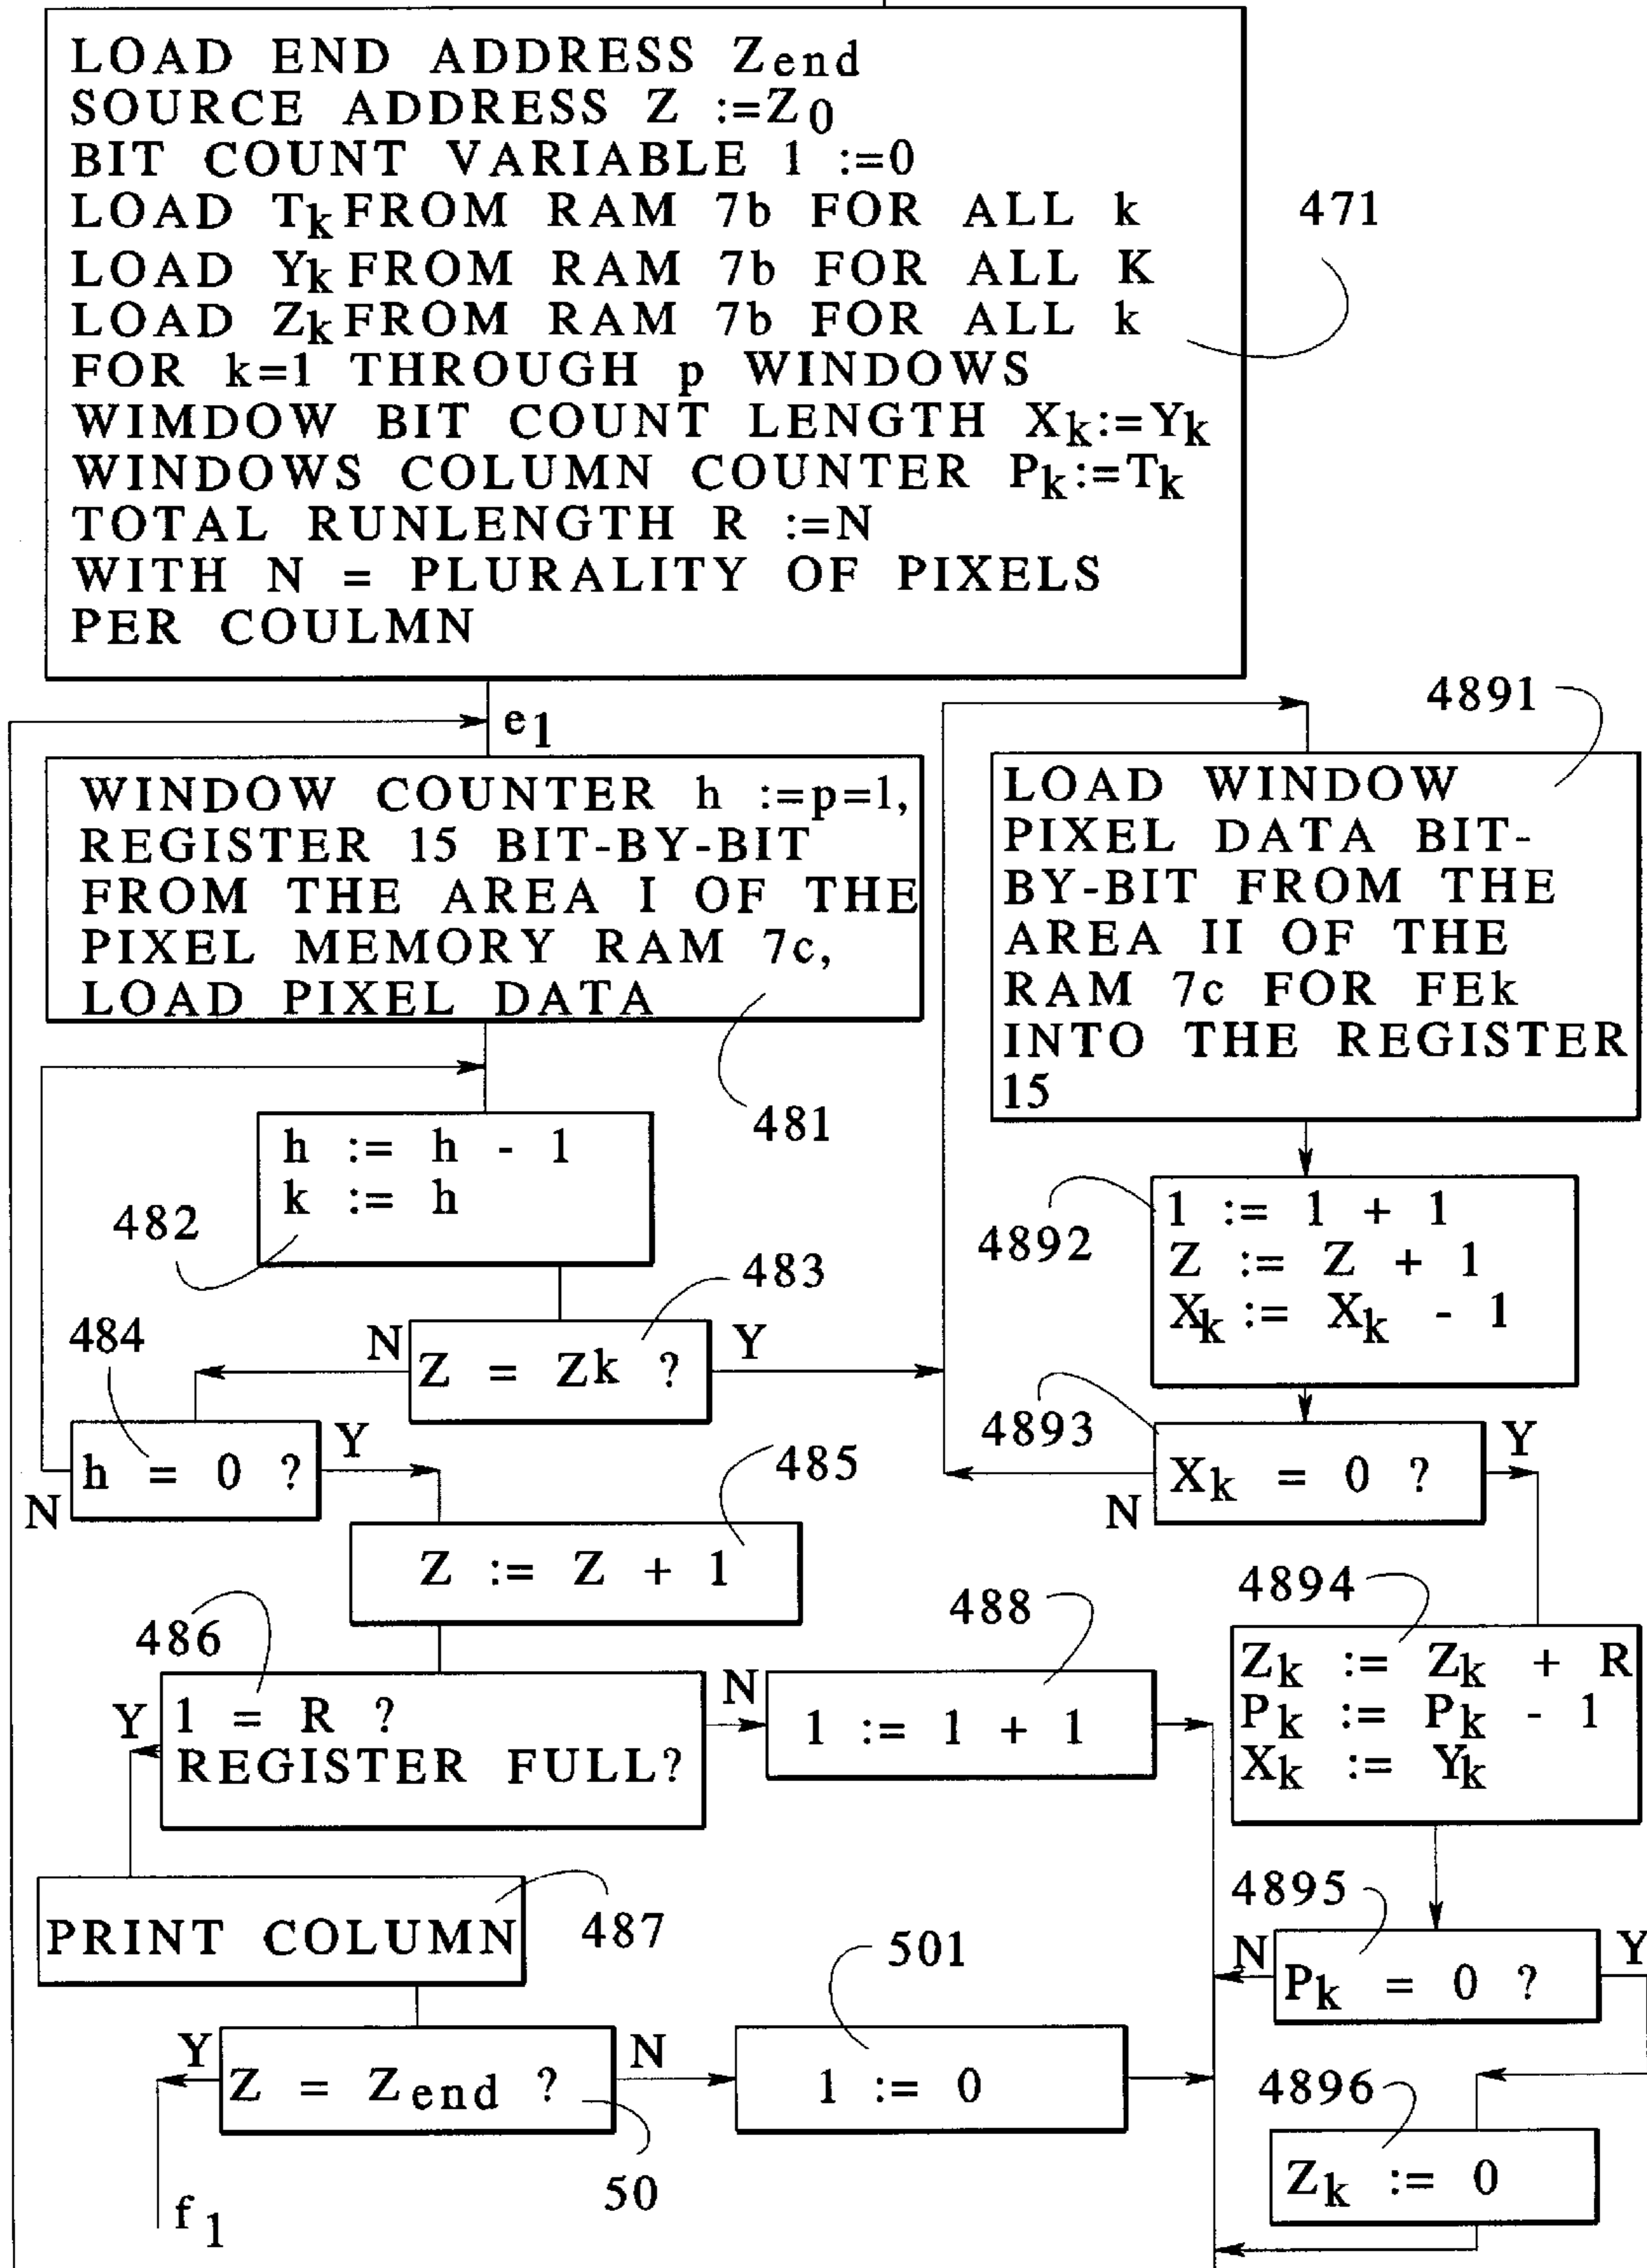 LOAD END ADDRESS Zend
SOURCE ADDRESS Z :=Z0
BIT COUNT VARIABLE 1 :=0
LOAD Tk FROM RAM 7b FOR ALL k
LOAD Yk FROM RAM 7b FOR ALL K
LOAD Zk FROM RAM 7b FOR ALL k
FOR k=1 THROUGH p WINDOWS
WIMDOW BIT COUNT LENGTH Xk:=Yk
WINDOWS COLUMN COUNTER Pk:=Tk
TOTAL RUNLENGTH R :=N
WITH N = PLURALITY OF PIXELS
PER COULMN
471
e1
WINDOW COUNTER h :=p=1,
REGISTER 15 BIT-BY-BIT
FROM THE AREA I OF THE
PIXEL MEMORY RAM 7c,
LOAD PIXEL DATA
481
h := h - 1
k := h
482
483
N
Z = Zk ?
Y
484
h = 0 ?
Y
N
485
Z := Z + 1
486
1 = R ?
REGISTER FULL?
Y
N
488
1 := 1 + 1
PRINT COLUMN
487
Y
Z = Zend ?
N
50
501
1 := 0
f1
4891
LOAD WINDOW
PIXEL DATA BIT-
BY-BIT FROM THE
AREA II OF THE
RAM 7c FOR FEk
INTO THE REGISTER
15
4892
1 := 1 + 1
Z := Z + 1
Xk := Xk - 1
4893
Xk = 0 ?
Y
N
4894
Zk := Zk + R
Pk := Pk - 1
Xk := Yk
4895
N
Pk = 0 ?
Y
4896
Zk := 0